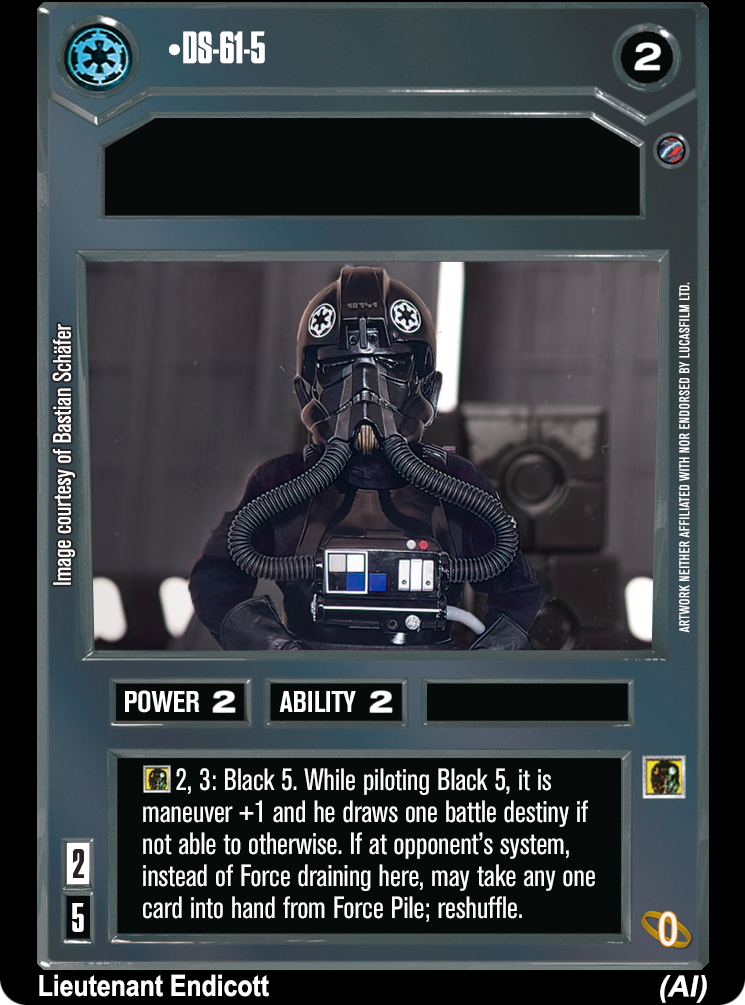 •DS-61-5
2
Image courtesy of Bastian Schäfer
ARTWORK NEITHER AFFILIATED WITH NOR ENDORSED BY LUCASFILM LTD.
POWER 2
ABILITY 2
2, 3: Black 5. While piloting Black 5, it is
maneuver +1 and he draws one battle destiny if
not able to otherwise. If at opponent's system,
instead of Force draining here, may take any one
card into hand from Force Pile; reshuffle.
2
5
0
Lieutenant Endicott
(AI)